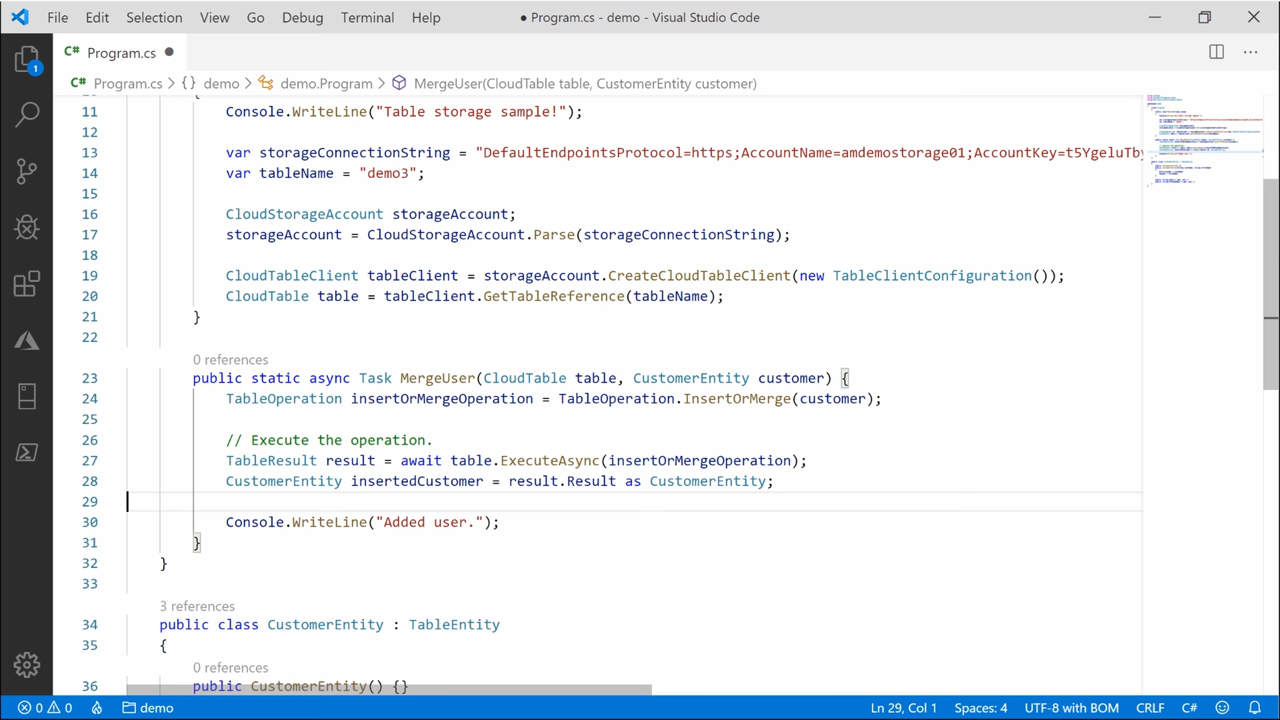 File Edit Selection View Go Debug Terminal Help
● Program.cs - demo - Visual Studio Code
C# Program.cs ●
C# Program.cs > {} demo > demo.Program > MergeUser(CloudTable table, CustomerEntity customer)
1
{
11 Console.WriteLine("Table storage sample!");
12
13 var storageConnectionString = AccountKey=t5YgeluTby
14 var tableName = "demo3";
15
16 CloudStorageAccount storageAccount;
17 storageAccount = CloudStorageAccount.Parse(storageConnectionString);
18
19 CloudTableClient tableClient = storageAccount.CreateCloudTableClient(new TableClientConfiguration());
20 CloudTable table = tableClient.GetTableReference(tableName);
21 }
22
0 references
23 public static async Task MergeUser(CloudTable table, CustomerEntity customer) {
24 TableOperation insertOrMergeOperation = TableOperation.InsertOrMerge(customer);
25
26 // Execute the operation.
27 TableResult result = await table.ExecuteAsync(insertOrMergeOperation);
28 CustomerEntity insertedCustomer = result.Result as CustomerEntity;
29
30 Console.WriteLine("Added user.");
31 }
32 }
33
3 references
34 public class CustomerEntity : TableEntity
35 {
0 references
36 public CustomerEntity() {}
0 0 demo Ln 29, Col 1 Spaces: 4 UTF-8 with BOM CRLF C#